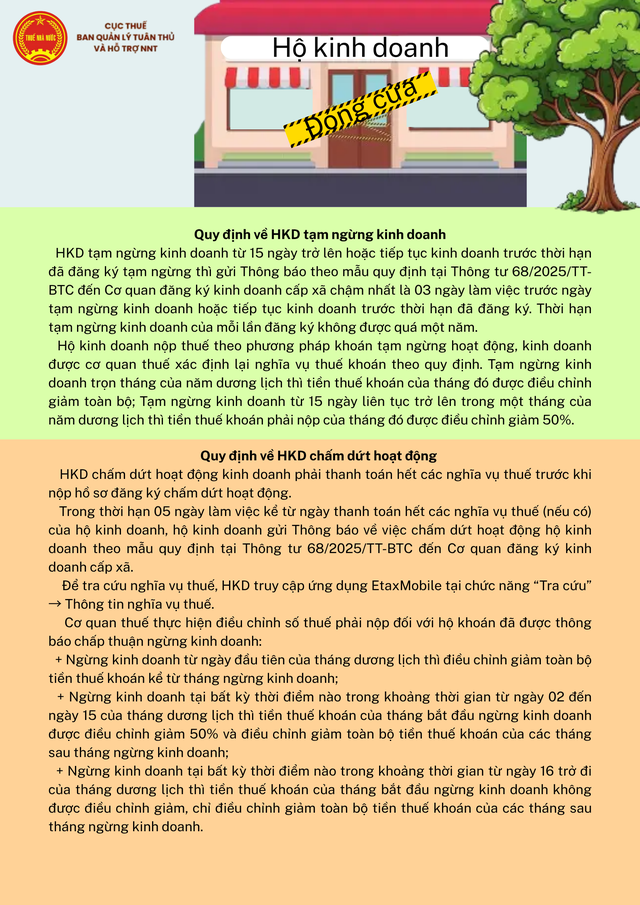 THUẾ NHÀ NƯỚC
CỤC THUẾ
BAN QUẢN LÝ TUÂN THỦ
VÀ HỖ TRỢ NNT
Hộ kinh doanh
Đóng cửa
Quy định về HKD tạm ngừng kinh doanh
HKD tạm ngừng kinh doanh từ 15 ngày trở lên hoặc tiếp tục kinh doanh trước thời hạn
đã đăng ký tạm ngừng thì gửi Thông báo theo mẫu quy định tại Thông tư 68/2025/TT-
BTC đến Cơ quan đăng ký kinh doanh cấp xã chậm nhất là 03 ngày làm việc trước ngày
tạm ngừng kinh doanh hoặc tiếp tục kinh doanh trước thời hạn đã đăng ký. Thời hạn
tạm ngừng kinh doanh của mỗi lần đăng ký không được quá một năm.
Hộ kinh doanh nộp thuế theo phương pháp khoán tạm ngừng hoạt động, kinh doanh
được cơ quan thuế xác định lại nghĩa vụ thuế khoán theo quy định. Tạm ngừng kinh
doanh trọn tháng của năm dương lịch thì tiền thuế khoán của tháng đó được điều chỉnh
giảm toàn bộ; Tạm ngừng kinh doanh từ 15 ngày liên tục trở lên trong một tháng của
năm dương lịch thì tiền thuế khoán phải nộp của tháng đó được điều chỉnh giảm 50%.
Quy định về HKD chấm dứt hoạt động
HKD chấm dứt hoạt động kinh doanh phải thanh toán hết các nghĩa vụ thuế trước khi
nộp hồ sơ đăng ký chấm dứt hoạt động.
Trong thời hạn 05 ngày làm việc kể từ ngày thanh toán hết các nghĩa vụ thuế (nếu có)
của hộ kinh doanh, hộ kinh doanh gửi Thông báo về việc chấm dứt hoạt động hộ kinh
doanh theo mẫu quy định tại Thông tư 68/2025/TT-BTC đến Cơ quan đăng ký kinh
doanh cấp xã.
Để tra cứu nghĩa vụ thuế, HKD truy cập ứng dụng EtaxMobile tại chức năng “Tra cứu”
→ Thông tin nghĩa vụ thuế.
Cơ quan thuế thực hiện điều chỉnh số thuế phải nộp đối với hộ khoán đã được thông
báo chấp thuận ngừng kinh doanh:
+ Ngừng kinh doanh từ ngày đầu tiên của tháng dương lịch thì điều chỉnh giảm toàn bộ
tiền thuế khoán kể từ tháng ngừng kinh doanh;
+ Ngừng kinh doanh tại bất kỳ thời điểm nào trong khoảng thời gian từ ngày 02 đến
ngày 15 của tháng dương lịch thì tiền thuế khoán của tháng bắt đầu ngừng kinh doanh
được điều chỉnh giảm 50% và điều chỉnh giảm toàn bộ tiền thuế khoán của các tháng
sau tháng ngừng kinh doanh;
+ Ngừng kinh doanh tại bất kỳ thời điểm nào trong khoảng thời gian từ ngày 16 trở đi
của tháng dương lịch thì tiền thuế khoán của tháng bắt đầu ngừng kinh doanh không
được điều chỉnh giảm, chỉ điều chỉnh giảm toàn bộ tiền thuế khoán của các tháng sau
tháng ngừng kinh doanh.